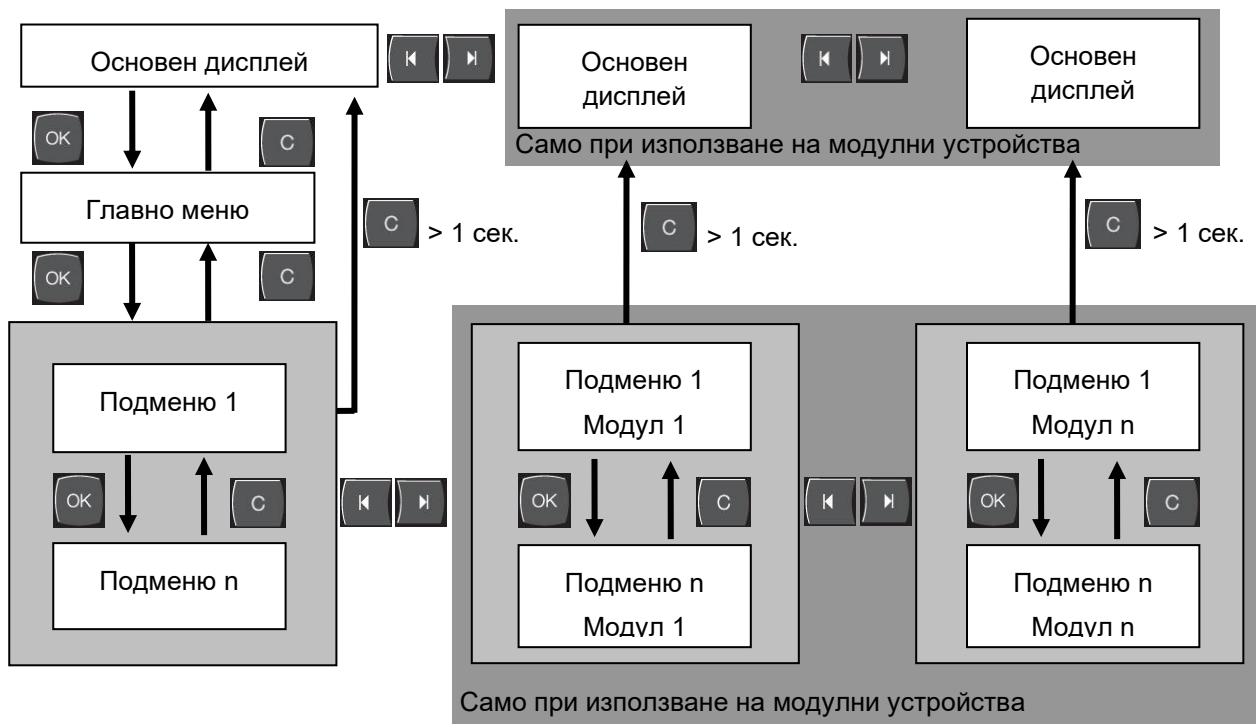 Основен дисплей
Основен
дисплей
Основен
дисплей
Само при използване на модулни устройства
OK
C
Главно меню
C > 1 сек.
C > 1 сек.
C > 1 сек.
OK
C
Подменю 1
OK
C
Подменю n
Подменю 1
Модул 1
OK
C
Подменю n
Модул 1
Подменю 1
Модул n
OK
C
Подменю n
Модул n
Само при използване на модулни устройства